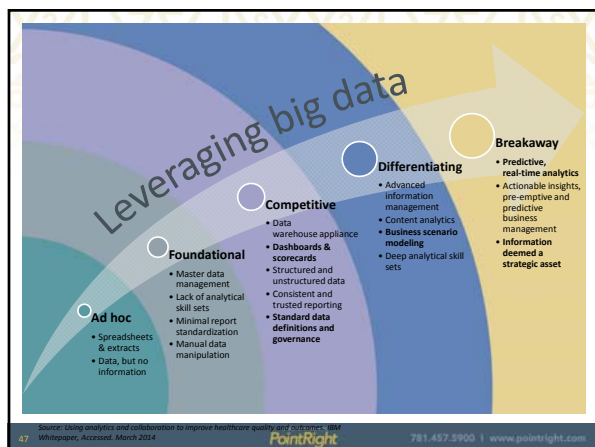 Leveraging big data
Ad hoc
• Spreadsheets
& extracts
• Data, but no
information
Foundational
• Master data
management
• Lack of analytical
skill sets
• Minimal report
standardization
• Manual data
manipulation
Competitive
• Data
warehouse appliance
• Dashboards &
scorecards
• Structured and
unstructured data
• Consistent and
trusted reporting
• Standard data
definitions and
governance
Differentiating
• Advanced
information
management
• Content analytics
• Business scenario
modeling
• Deep analytical skill
sets
Breakaway
• Predictive,
real-time analytics
• Actionable insights,
pre-emptive and
predictive
business
management
• Information
deemed a
strategic asset
47
Source: Using analytics and collaboration to improve healthcare quality and outcomes. IBM
Whitepaper, Accessed. March 2014
PointRight
781.457.5900 | www.pointright.com